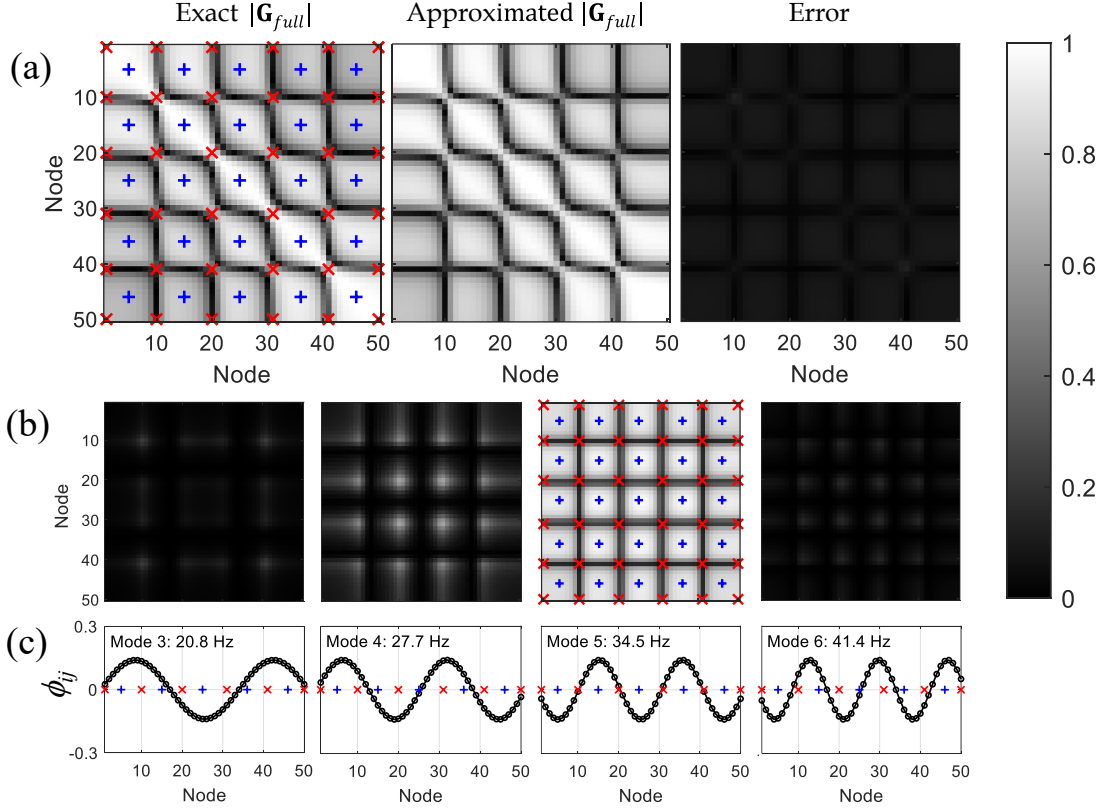 Exact |G_full| Approximated |G_full| Error
(a)
Node
10
20
30
40
50
10 20 30 40 50
Node
10 20 30 40 50
Node
10 20 30 40 50
Node
1
0.8
0.6
0.4
0.2
0
(b)
Node
10
20
30
40
50
(c)
ϕ_ij
0.3
0
-0.3
Mode 3: 20.8 Hz
Mode 4: 27.7 Hz
Mode 5: 34.5 Hz
Mode 6: 41.4 Hz
10 20 30 40 50
Node
10 20 30 40 50
Node
10 20 30 40 50
Node
10 20 30 40 50
Node